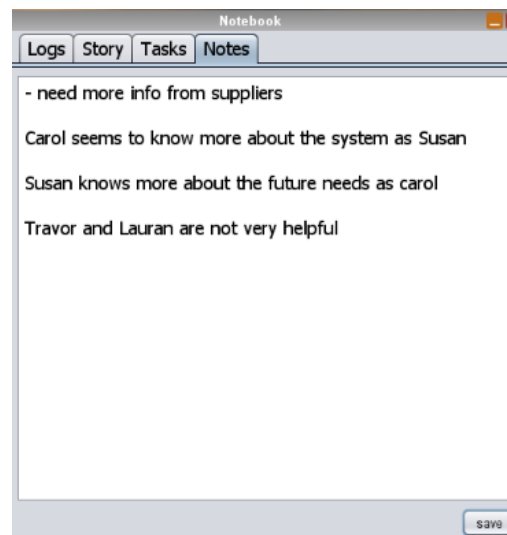 Notebook
Logs Story Tasks Notes
- need more info from suppliers
Carol seems to know more about the system as Susan
Susan knows more about the future needs as carol
Travor and Lauran are not very helpful
save